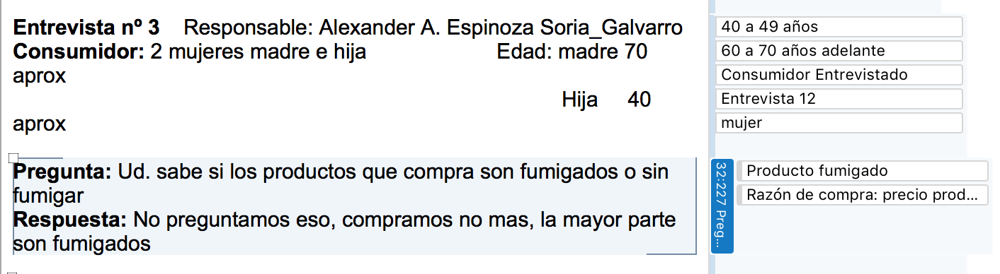 Entrevista nº 3 Responsable: Alexander A. Espinoza Soria_Galvarro
Consumidor: 2 mujeres madre e hija Edad: madre 70
aprox
Hija 40
aprox
Pregunta: Ud. sabe si los productos que compra son fumigados o sin
fumigar
Respuesta: No preguntamos eso, compramos no mas, la mayor parte
son fumigados
40 a 49 años
60 a 70 años adelante
Consumidor Entrevistado
Entrevista 12
mujer
32:227 Preg...
Producto fumigado
Razón de compra: precio prod...